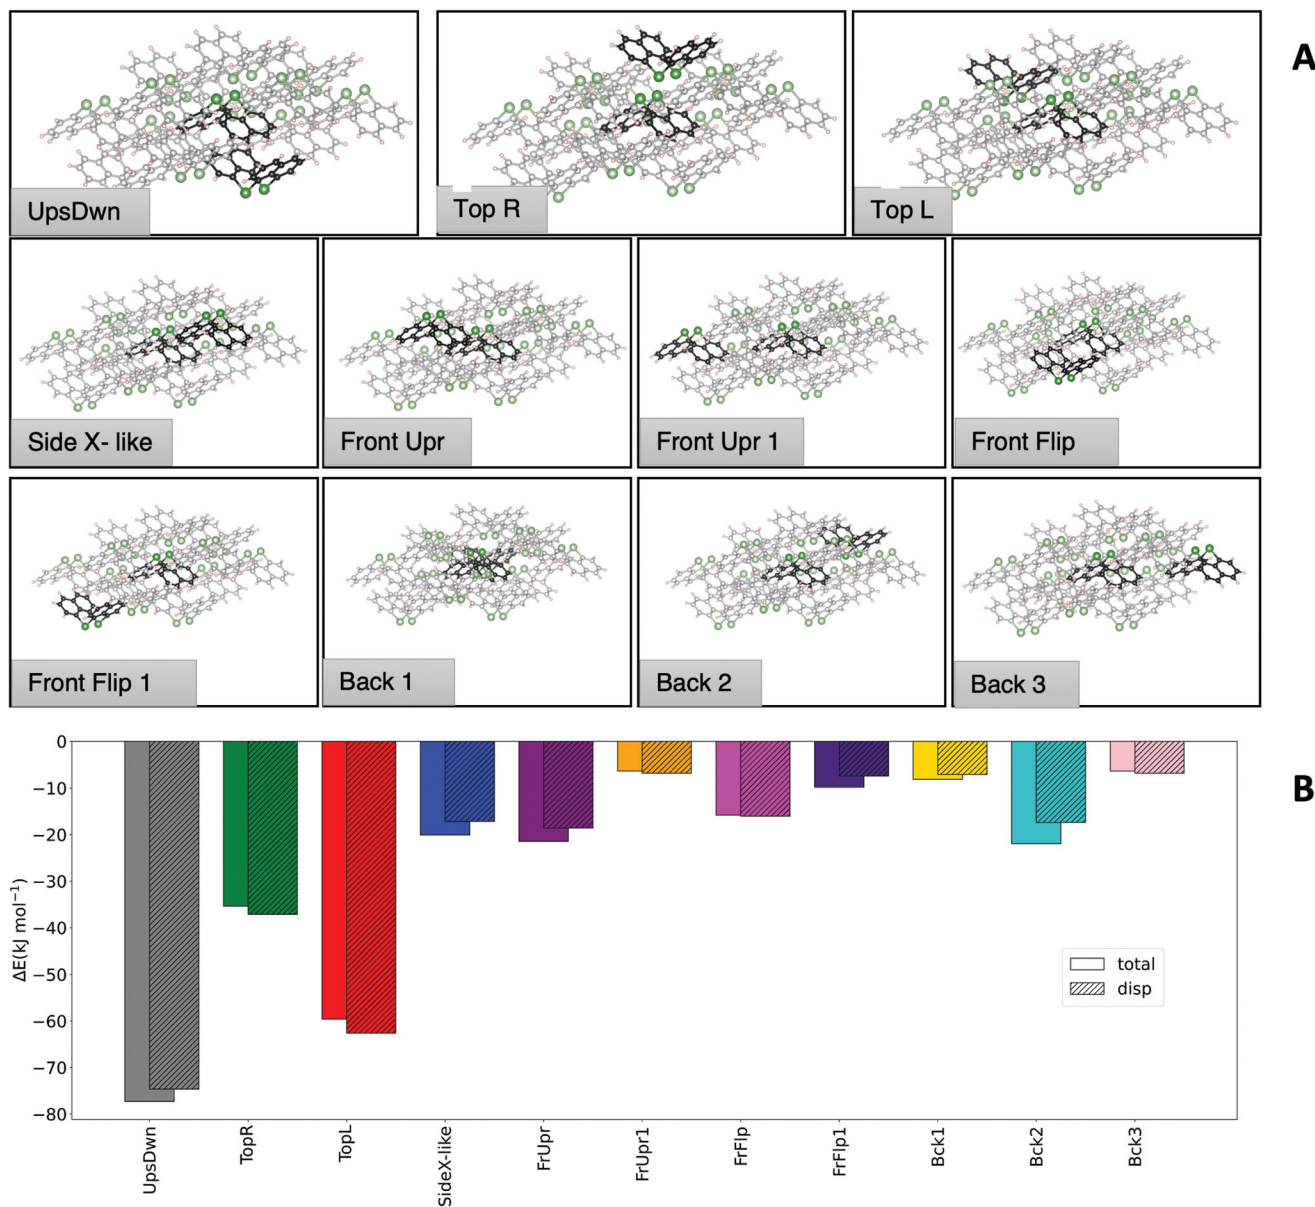 A
UpsDwn
Top R
Top L
Side X- like
Front Upr
Front Upr 1
Front Flip
Front Flip 1
Back 1
Back 2
Back 3
B
0
−10
−20
−30
−40
−50
−60
−70
−80
ΔE(kJ mol⁻¹)
total
disp
UpsDwn
TopR
TopL
SideX-like
FrUpr
FrUpr1
FrFlp
FrFlp1
Bck1
Bck2
Bck3